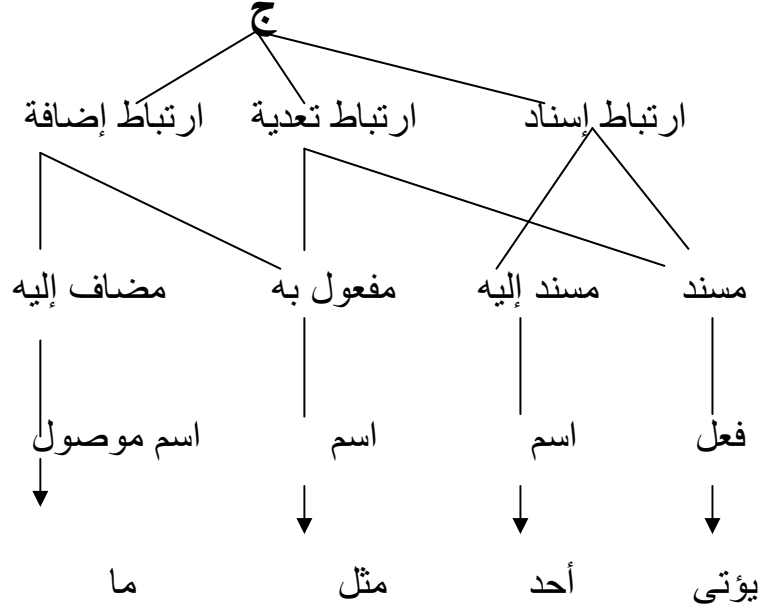 ج
ارتباط إسناد ارتباط تعدية ارتباط إضافة
مسند مسند إليه مفعول به مضاف إليه
فعل اسم اسم اسم موصول
يؤتى أحد مثل ما